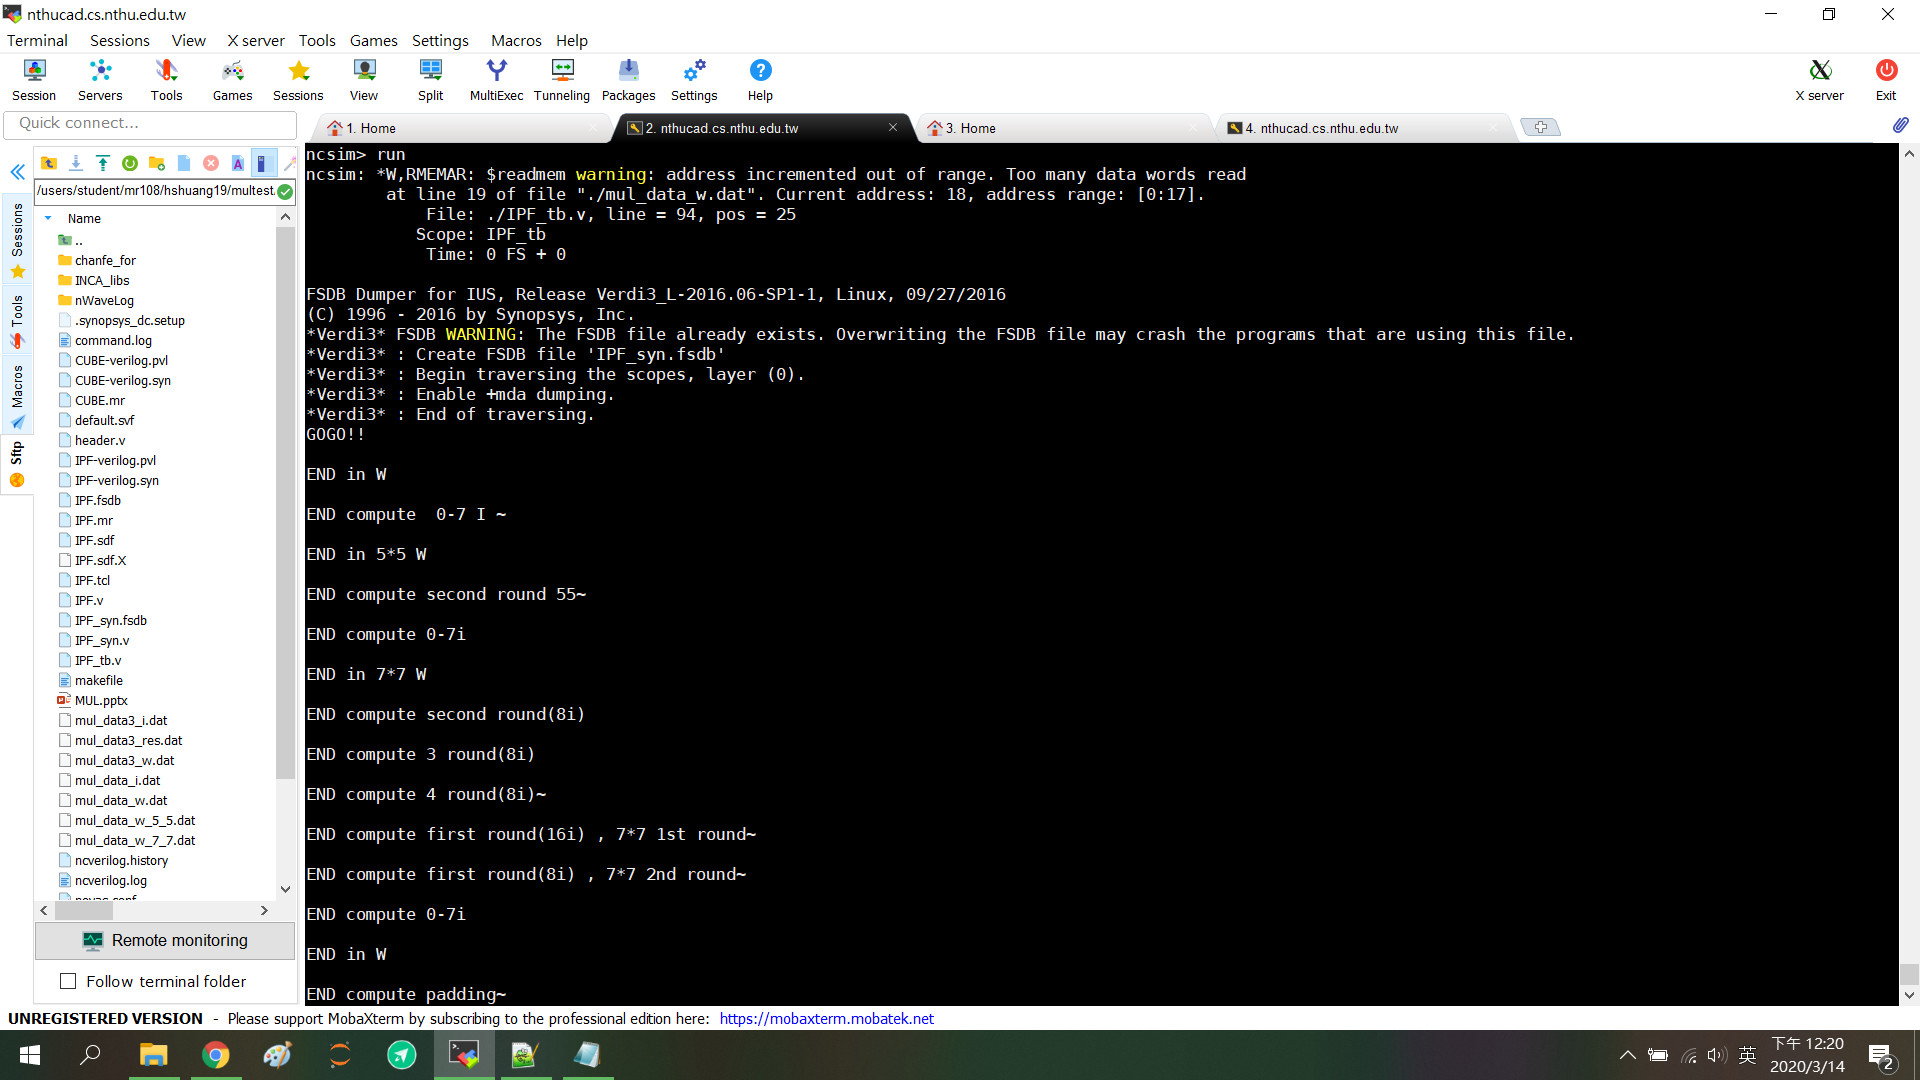 nthucad.cs.nthu.edu.tw
Terminal Sessions View X server Tools Games Settings Macros Help
Session Servers Tools Games Sessions View Split MultiExec Tunneling Packages Settings Help X server Exit
Quick connect...
1. Home
2. nthucad.cs.nthu.edu.tw
3. Home
4. nthucad.cs.nthu.edu.tw
Sessions
Tools
Macros
Sftp
/users/student/mr108/hshuang19/multest
Name
..
chanfe_for
INCA_libs
nWaveLog
.synopsys_dc.setup
command.log
CUBE-verilog.pvl
CUBE-verilog.syn
CUBE.mr
default.svf
header.v
IPF-verilog.pvl
IPF-verilog.syn
IPF.fsdb
IPF.mr
IPF.sdf
IPF.sdf.X
IPF.tcl
IPF.v
IPF_syn.fsdb
IPF_syn.v
IPF_tb.v
makefile
MUL.pptx
mul_data3_i.dat
mul_data3_res.dat
mul_data3_w.dat
mul_data_i.dat
mul_data_w.dat
mul_data_w_5_5.dat
mul_data_w_7_7.dat
ncverilog.history
ncverilog.log
Remote monitoring
Follow terminal folder
ncsim> run
ncsim: *W,RMEMAR: $readmem warning: address incremented out of range. Too many data words read
at line 19 of file "./mul_data_w.dat". Current address: 18, address range: [0:17].
File: ./IPF_tb.v, line = 94, pos = 25
Scope: IPF_tb
Time: 0 FS + 0
FSDB Dumper for IUS, Release Verdi3_L-2016.06-SP1-1, Linux, 09/27/2016
(C) 1996 - 2016 by Synopsys, Inc.
*Verdi3* FSDB WARNING: The FSDB file already exists. Overwriting the FSDB file may crash the programs that are using this file.
*Verdi3* : Create FSDB file 'IPF_syn.fsdb'
*Verdi3* : Begin traversing the scopes, layer (0).
*Verdi3* : Enable +mda dumping.
*Verdi3* : End of traversing.
GOGO!!
END in W
END compute  0-7 I ~
END in 5*5 W
END compute second round 55~
END compute 0-7i
END in 7*7 W
END compute second round(8i)
END compute 3 round(8i)
END compute 4 round(8i)~
END compute first round(16i) , 7*7 1st round~
END compute first round(8i) , 7*7 2nd round~
END compute 0-7i
END in W
END compute padding~
UNREGISTERED VERSION - Please support MobaXterm by subscribing to the professional edition here: https://mobaxterm.mobatek.net
英
下午 12:20
2020/3/14
2